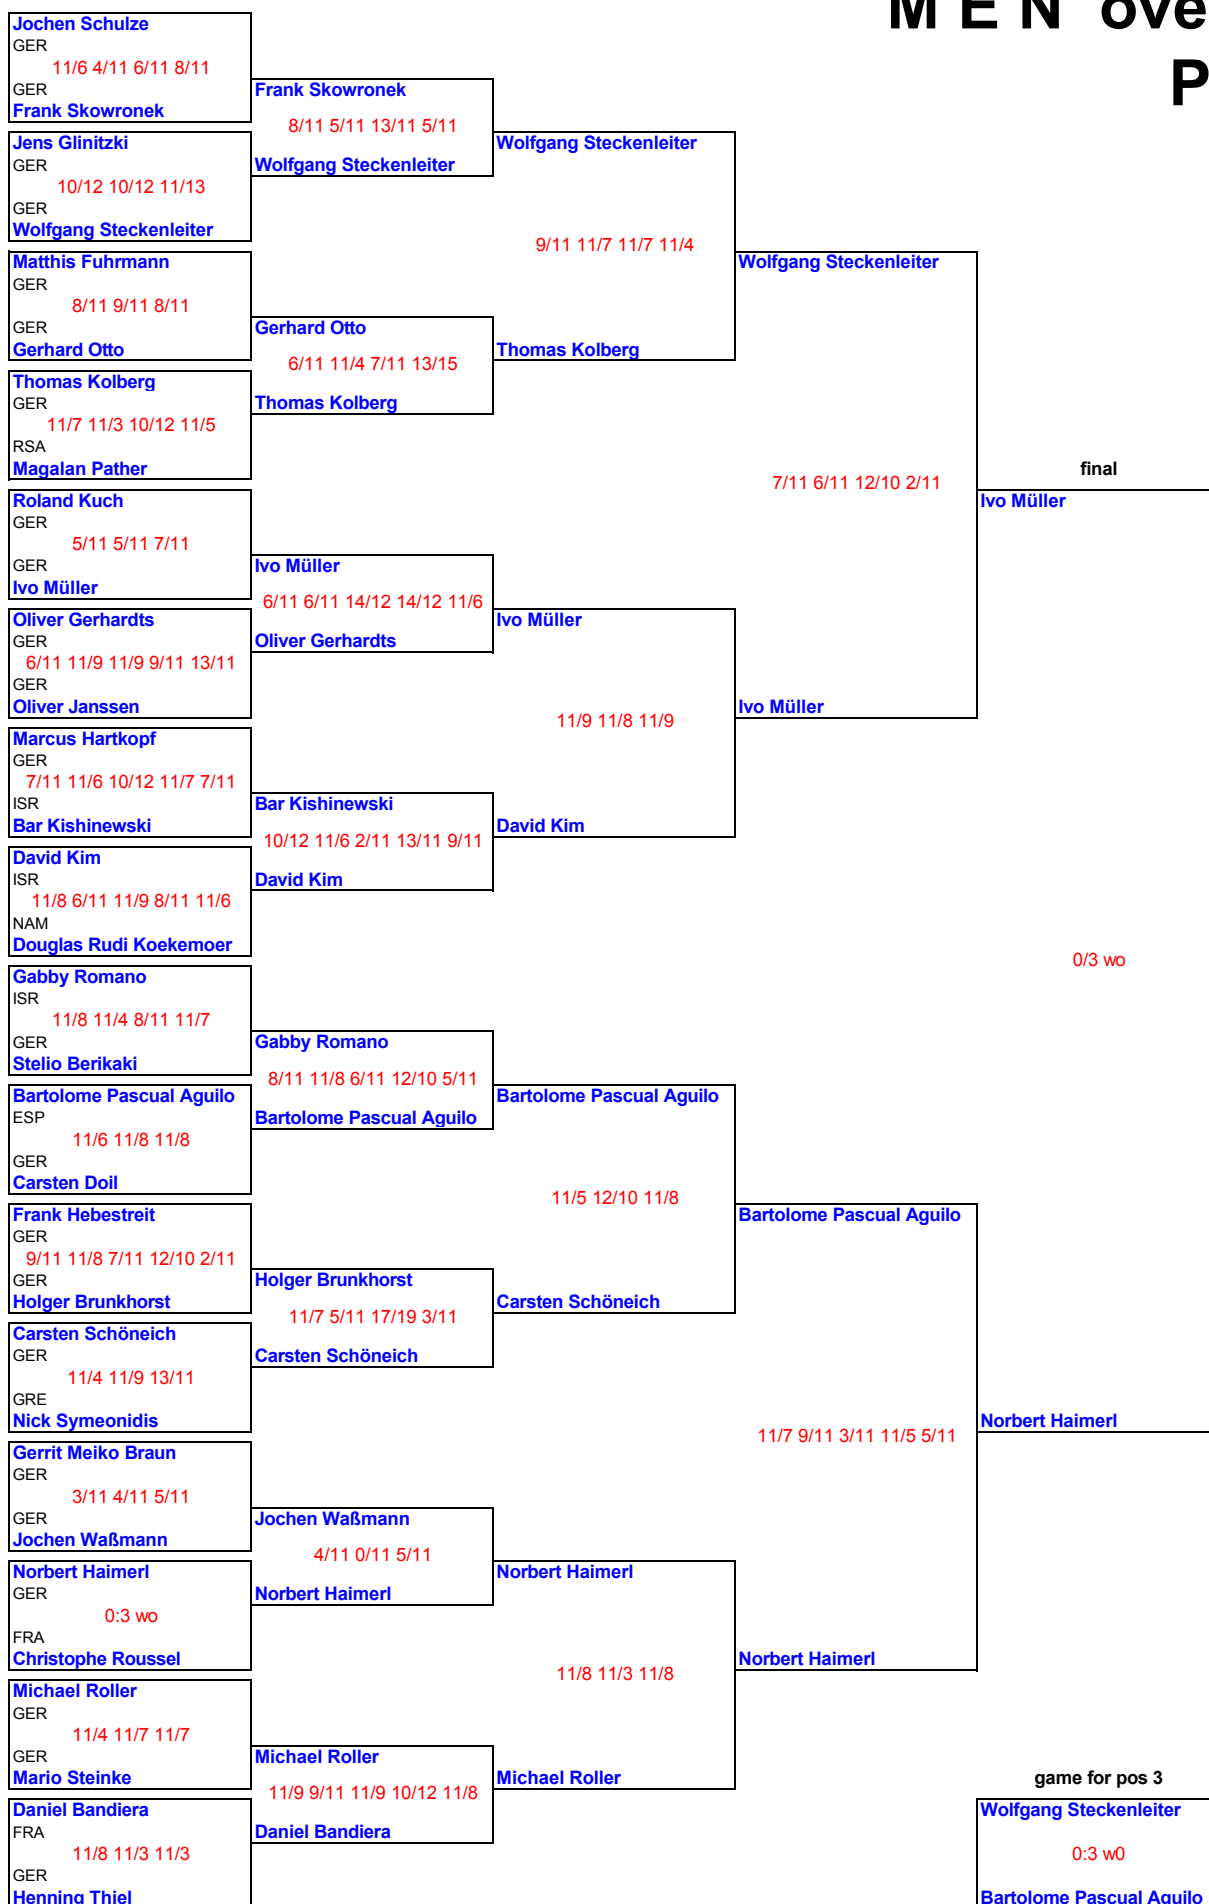 M E N ove
P
Jochen Schulze
GER
11/6 4/11 6/11 8/11
GER
Frank Skowronek
Jens Glinitzki
GER
10/12 10/12 11/13
GER
Wolfgang Steckenleiter
Matthis Fuhrmann
GER
8/11 9/11 8/11
GER
Gerhard Otto
Thomas Kolberg
GER
11/7 11/3 10/12 11/5
RSA
Magalan Pather
Roland Kuch
GER
5/11 5/11 7/11
GER
Ivo Müller
Oliver Gerhardts
GER
6/11 11/9 11/9 9/11 13/11
GER
Oliver Janssen
Marcus Hartkopf
GER
7/11 11/6 10/12 11/7 7/11
ISR
Bar Kishinewski
David Kim
ISR
11/8 6/11 11/9 8/11 11/6
NAM
Douglas Rudi Koekemoer
Gabby Romano
ISR
11/8 11/4 8/11 11/7
GER
Stelio Berikaki
Bartolome Pascual Aguilo
ESP
11/6 11/8 11/8
GER
Carsten Doil
Frank Hebestreit
GER
9/11 11/8 7/11 12/10 2/11
GER
Holger Brunkhorst
Carsten Schöneich
GER
11/4 11/9 13/11
GRE
Nick Symeonidis
Gerrit Meiko Braun
GER
3/11 4/11 5/11
GER
Jochen Waßmann
Norbert Haimerl
GER
0:3 wo
FRA
Christophe Roussel
Michael Roller
GER
11/4 11/7 11/7
GER
Mario Steinke
Daniel Bandiera
FRA
11/8 11/3 11/3
GER
Henning Thiel
Frank Skowronek
8/11 5/11 13/11 5/11
Wolfgang Steckenleiter
Gerhard Otto
6/11 11/4 7/11 13/15
Thomas Kolberg
Ivo Müller
6/11 6/11 14/12 14/12 11/6
Oliver Gerhardts
Bar Kishinewski
10/12 11/6 2/11 13/11 9/11
David Kim
Gabby Romano
8/11 11/8 6/11 12/10 5/11
Bartolome Pascual Aguilo
Holger Brunkhorst
11/7 5/11 17/19 3/11
Carsten Schöneich
Jochen Waßmann
4/11 0/11 5/11
Norbert Haimerl
Michael Roller
11/9 9/11 11/9 10/12 11/8
Daniel Bandiera
Wolfgang Steckenleiter
9/11 11/7 11/7 11/4
Thomas Kolberg
Ivo Müller
11/9 11/8 11/9
David Kim
Bartolome Pascual Aguilo
11/5 12/10 11/8
Carsten Schöneich
Norbert Haimerl
11/8 11/3 11/8
Michael Roller
Wolfgang Steckenleiter
7/11 6/11 12/10 2/11
Ivo Müller
Bartolome Pascual Aguilo
11/7 9/11 3/11 11/5 5/11
Norbert Haimerl
final
Ivo Müller
0/3 wo
Norbert Haimerl
game for pos 3
Wolfgang Steckenleiter
0:3 w0
Bartolome Pascual Aguilo